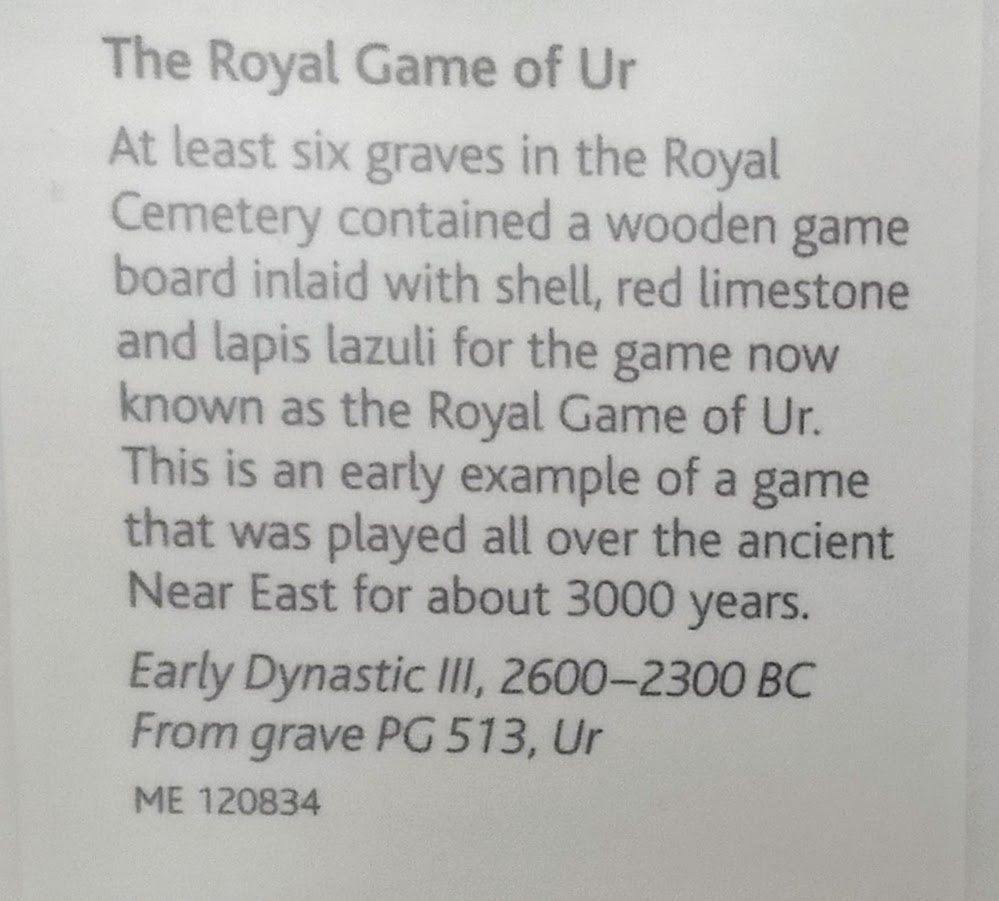 The Royal Game of Ur
At least six graves in the Royal
Cemetery contained a wooden game
board inlaid with shell, red limestone
and lapis lazuli for the game now
known as the Royal Game of Ur.
This is an early example of a game
that was played all over the ancient
Near East for about 3000 years.
Early Dynastic III, 2600–2300 BC
From grave PG 513, Ur
ME 120834